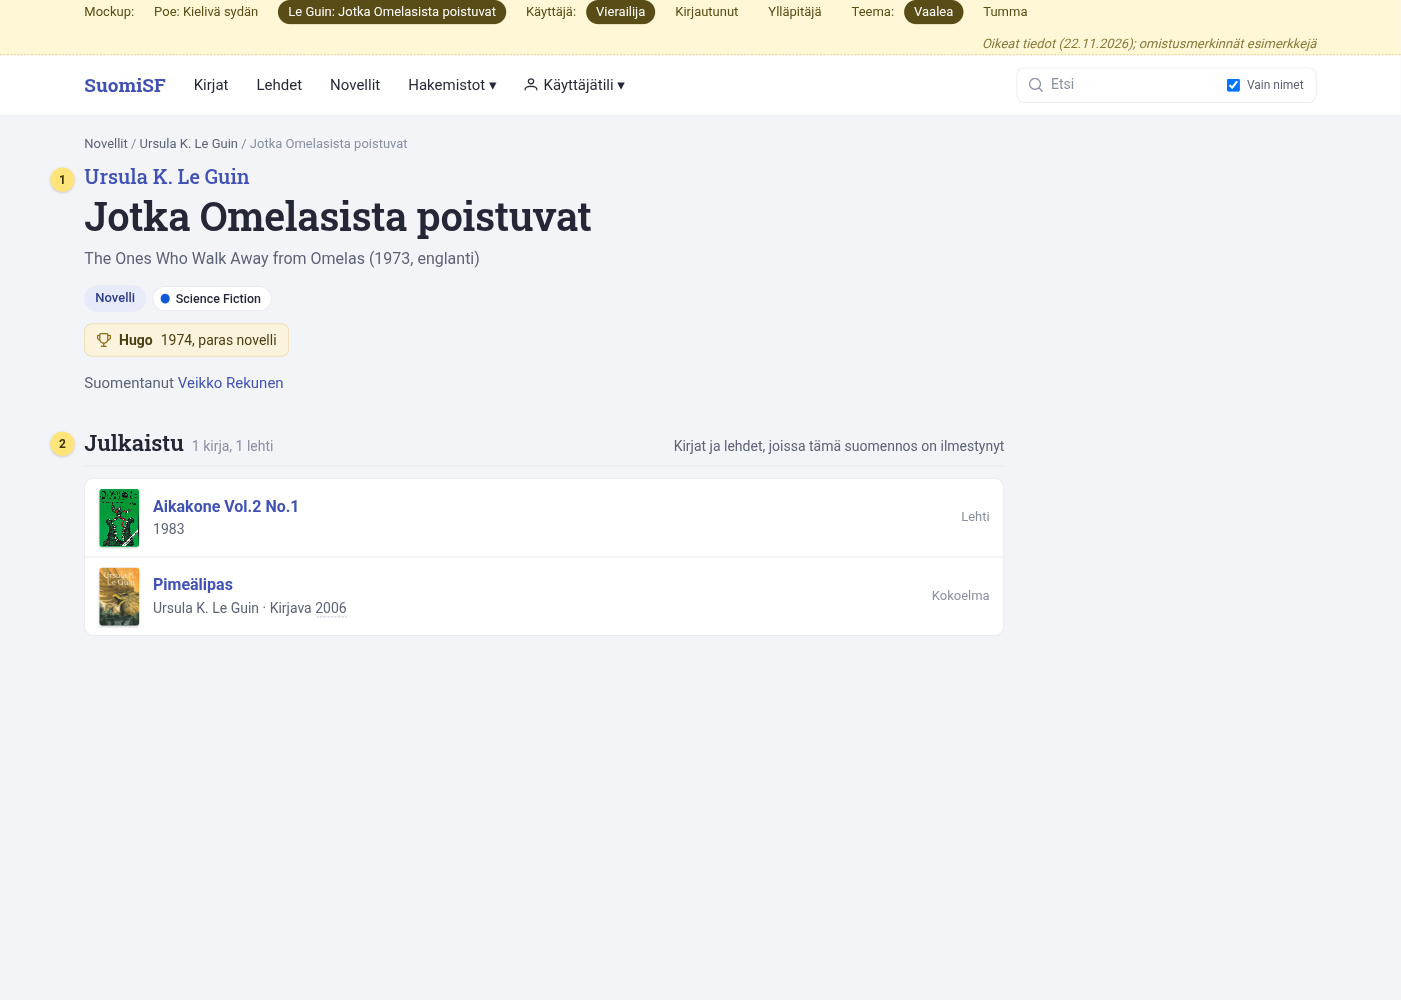 Mockup: Poe: Kielivä sydän Le Guin: Jotka Omelasista poistuvat Käyttäjä: Vierailija Kirjautunut Ylläpitäjä Teema: Vaalea Tumma
Oikeat tiedot (22.11.2026); omistusmerkinnät esimerkkejä
SuomiSF Kirjat Lehdet Novellit Hakemistot ▾ Käyttäjätili ▾ Etsi Vain nimet
Novellit / Ursula K. Le Guin / Jotka Omelasista poistuvat
1 Ursula K. Le Guin
Jotka Omelasista poistuvat
The Ones Who Walk Away from Omelas (1973, englanti)
Novelli Science Fiction
Hugo 1974, paras novelli
Suomentanut Veikko Rekunen
2 Julkaistu 1 kirja, 1 lehti Kirjat ja lehdet, joissa tämä suomennos on ilmestynyt
Aikakone Vol.2 No.1
1983
Lehti
Ursula K.
Le Guin
Pimeälipas
Ursula K. Le Guin · Kirjava 2006
Kokoelma